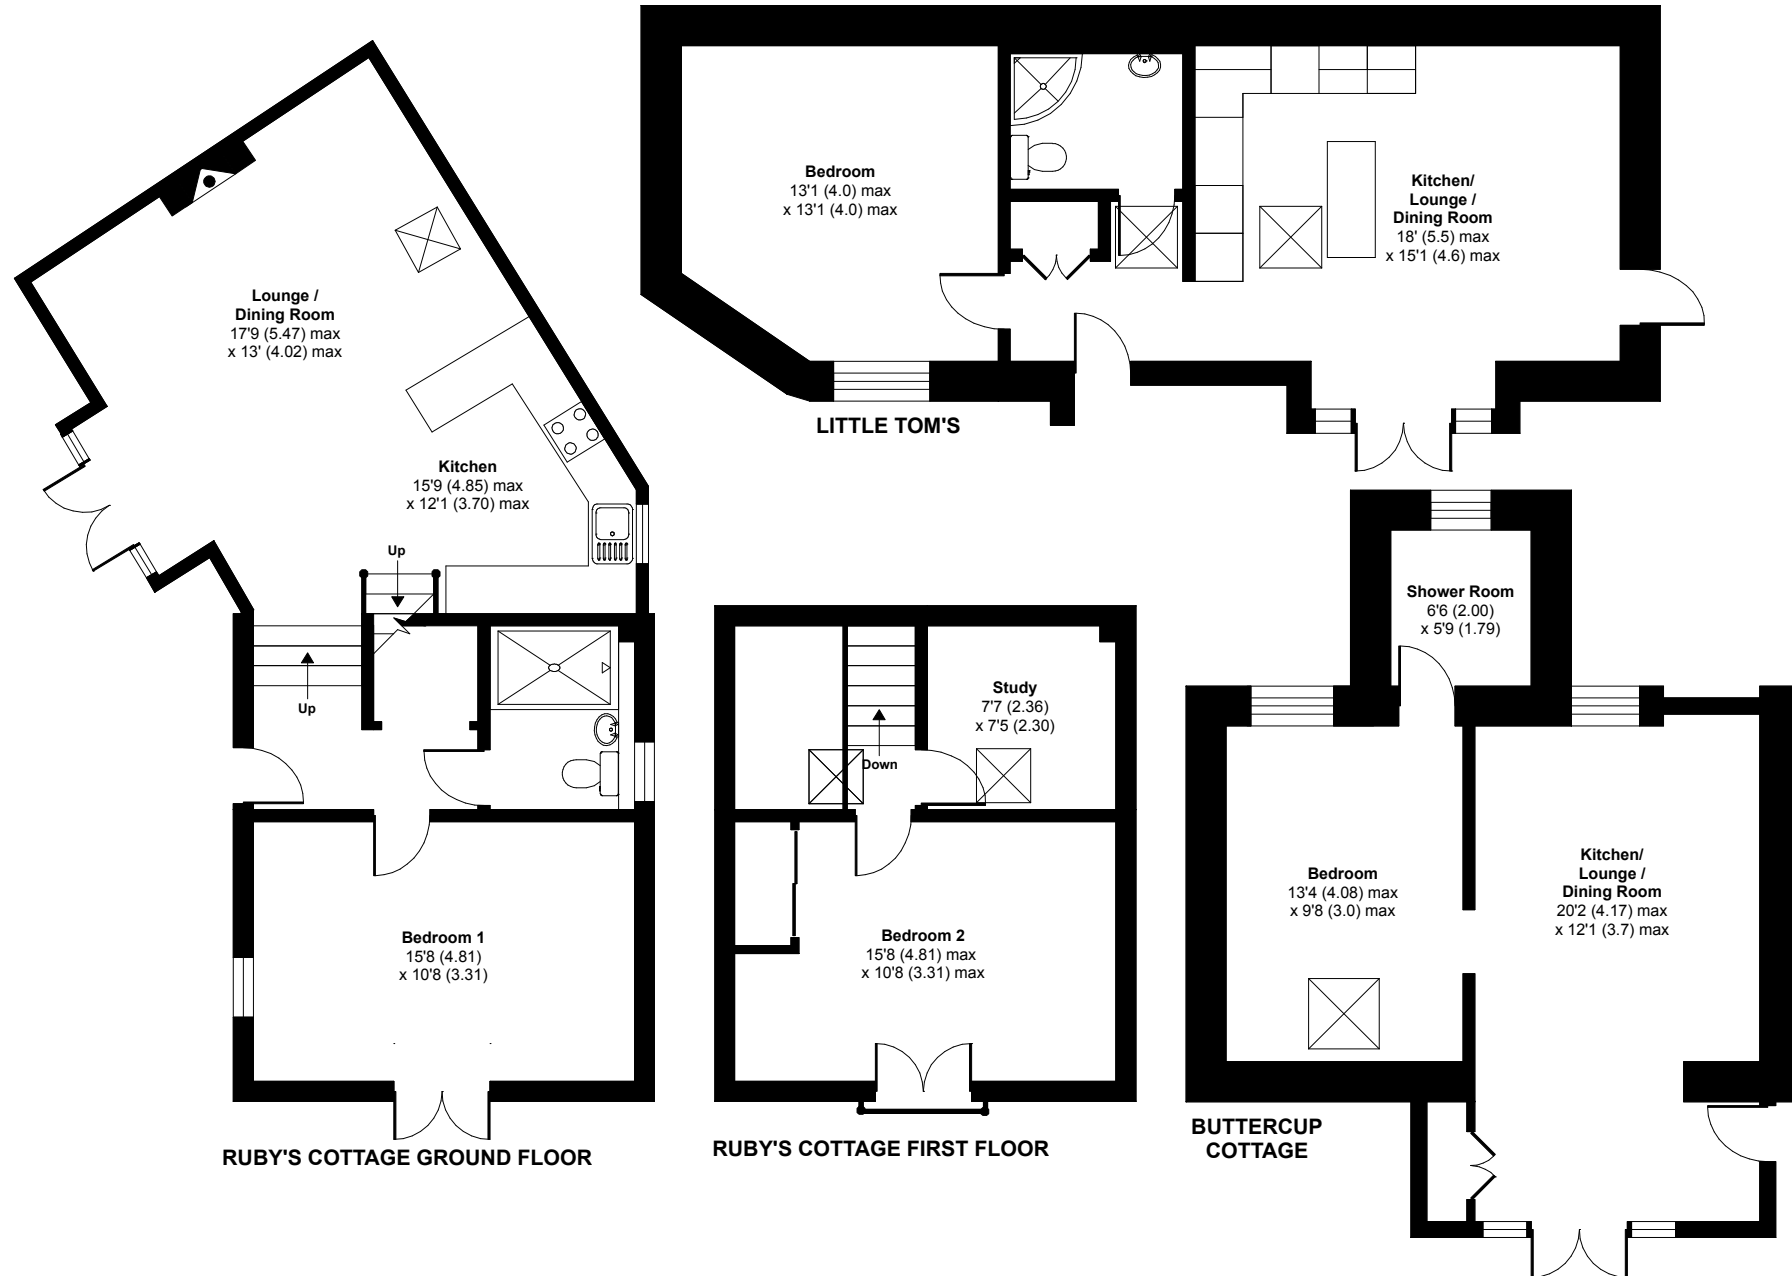 Bedroom
13'1 (4.0) max
x 13'1 (4.0) max
Kitchen/
Lounge /
Dining Room
18' (5.5) max
x 15'1 (4.6) max
LITTLE TOM'S
Lounge /
Dining Room
17'9 (5.47) max
x 13' (4.02) max
Kitchen
15'9 (4.85) max
x 12'1 (3.70) max
Up
Up
Bedroom 1
15'8 (4.81)
x 10'8 (3.31)
RUBY'S COTTAGE GROUND FLOOR
Study
7'7 (2.36)
x 7'5 (2.30)
Down
Bedroom 2
15'8 (4.81) max
x 10'8 (3.31) max
RUBY'S COTTAGE FIRST FLOOR
Shower Room
6'6 (2.00)
x 5'9 (1.79)
Bedroom
13'4 (4.08) max
x 9'8 (3.0) max
Kitchen/
Lounge /
Dining Room
20'2 (4.17) max
x 12'1 (3.7) max
BUTTERCUP
COTTAGE